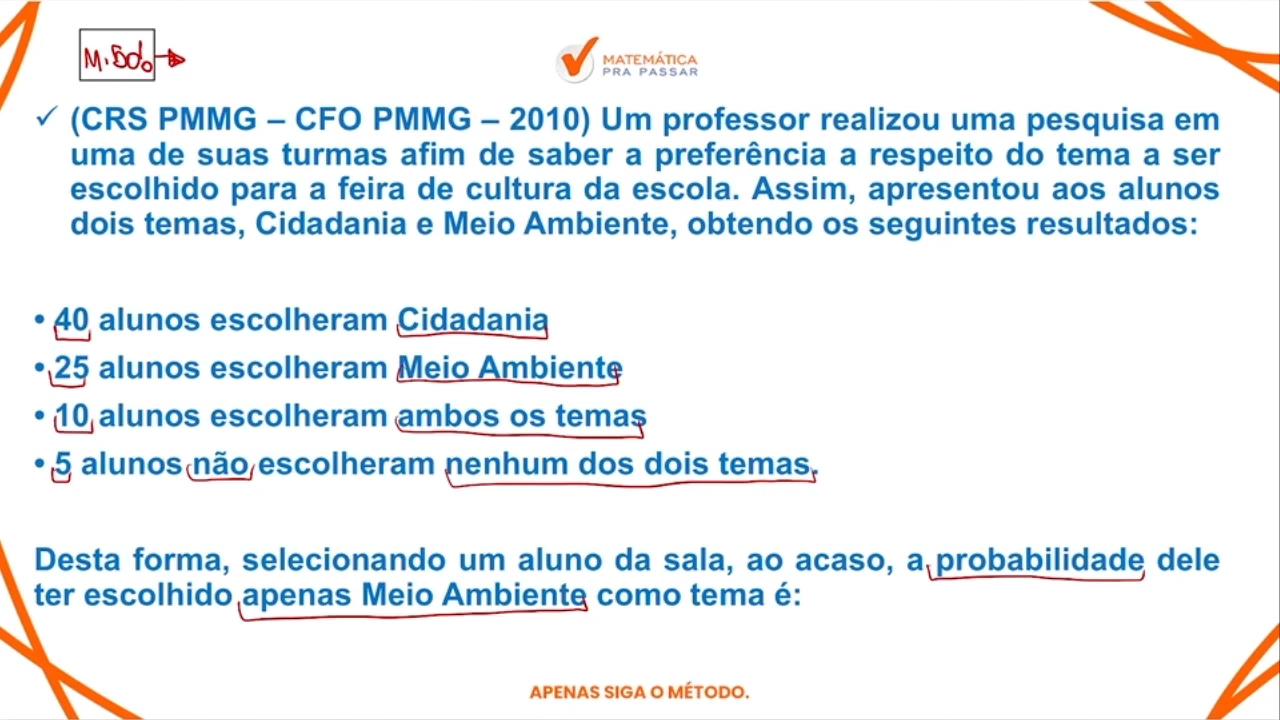 M.50%
MATEMÁTICA
PRA PASSAR
(CRS PMMG – CFO PMMG – 2010) Um professor realizou uma pesquisa em
uma de suas turmas afim de saber a preferência a respeito do tema a ser
escolhido para a feira de cultura da escola. Assim, apresentou aos alunos
dois temas, Cidadania e Meio Ambiente, obtendo os seguintes resultados:
• 40 alunos escolheram Cidadania
• 25 alunos escolheram Meio Ambiente
• 10 alunos escolheram ambos os temas
• 5 alunos não escolheram nenhum dos dois temas.
Desta forma, selecionando um aluno da sala, ao acaso, a probabilidade dele
ter escolhido apenas Meio Ambiente como tema é:
APENAS SIGA O MÉTODO.